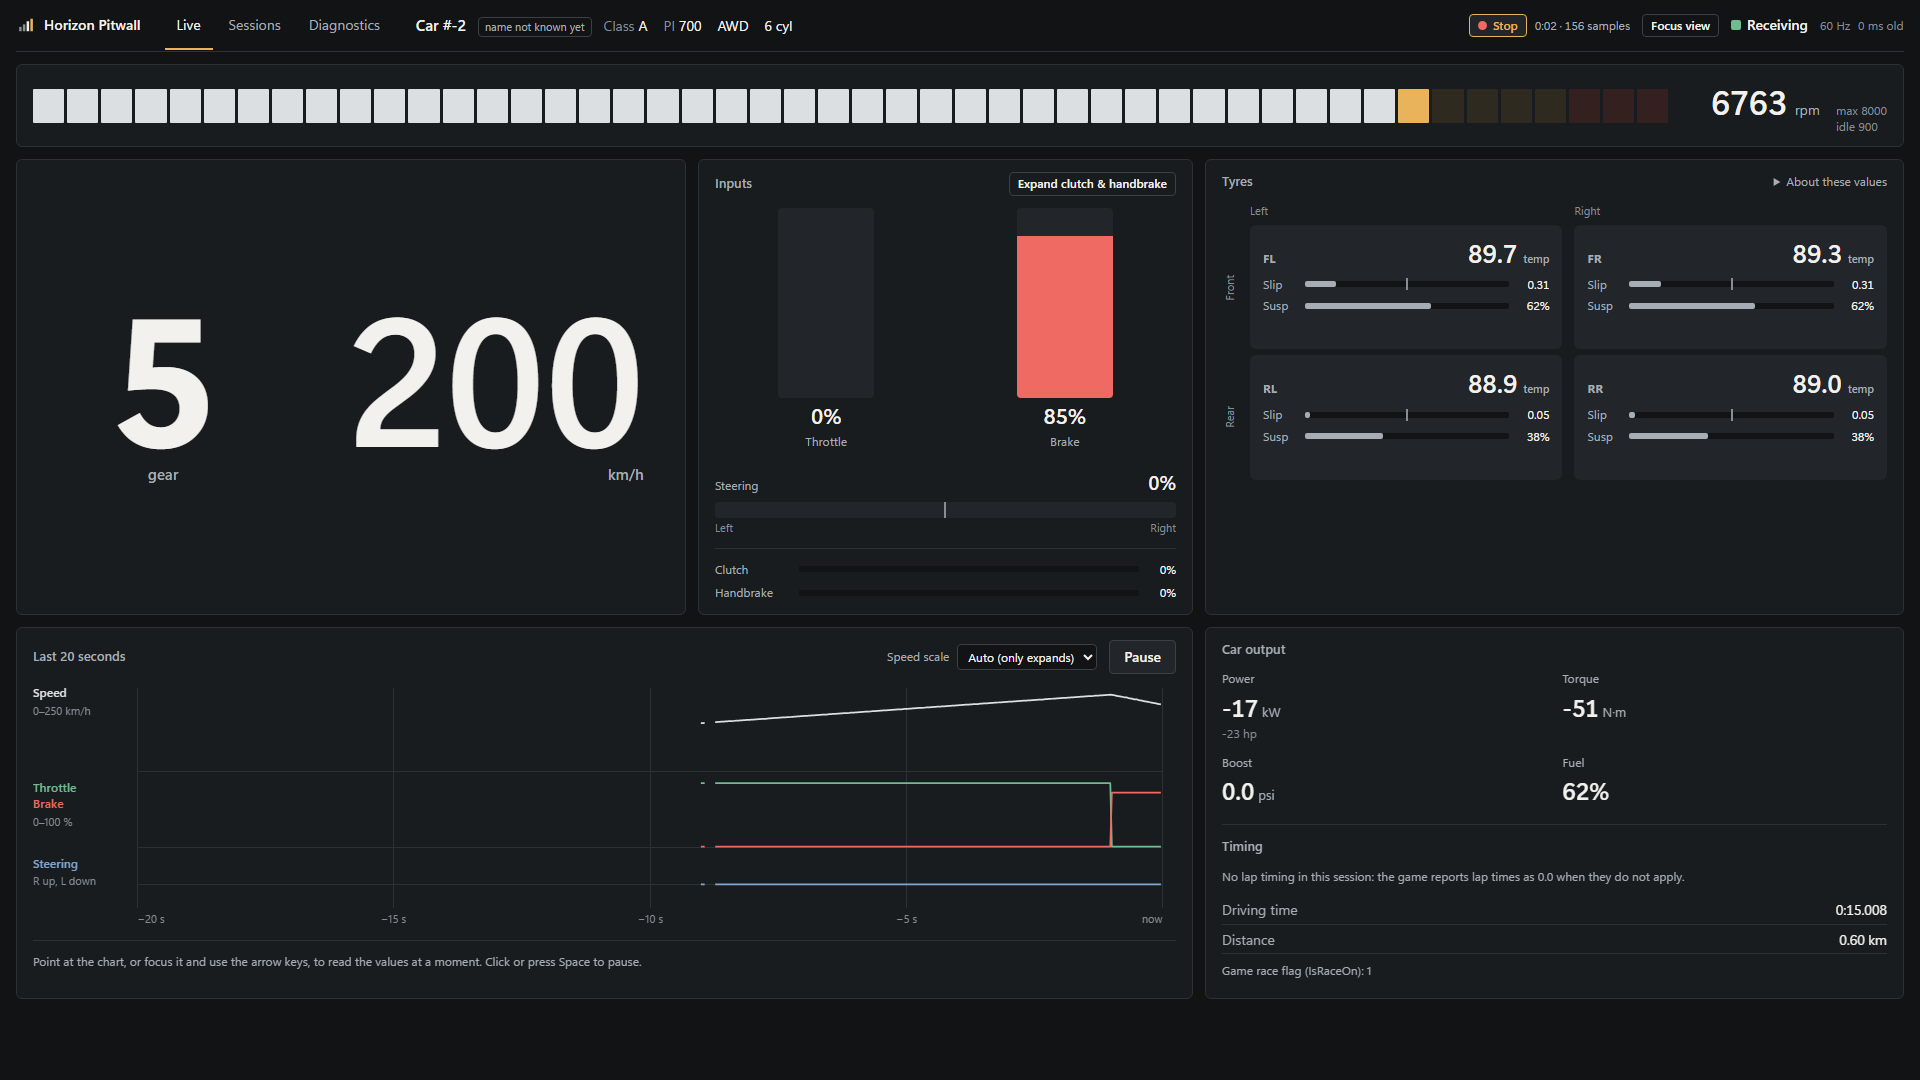 Horizon Pitwall
Live
Sessions
Diagnostics
Car #-2
name not known yet
Class A
PI 700
AWD
6 cyl
Stop
0:02 · 156 samples
Focus view
Receiving
60 Hz
0 ms old
6763 rpm
max 8000
idle 900
5
gear
200
km/h
Inputs
Expand clutch & handbrake
0%
Throttle
85%
Brake
Steering
0%
Left
Right
Clutch
0%
Handbrake
0%
Tyres
About these values
Left
Right
Front
FL
89.7 temp
Slip
0.31
Susp
62%
FR
89.3 temp
Slip
0.31
Susp
62%
Rear
RL
88.9 temp
Slip
0.05
Susp
38%
RR
89.0 temp
Slip
0.05
Susp
38%
Last 20 seconds
Speed scale
Auto (only expands)
Pause
Speed
0–250 km/h
Throttle
Brake
0–100 %
Steering
R up, L down
−20 s
−15 s
−10 s
−5 s
now
Point at the chart, or focus it and use the arrow keys, to read the values at a moment. Click or press Space to pause.
Car output
Power
-17 kW
-23 hp
Torque
-51 N·m
Boost
0.0 psi
Fuel
62%
Timing
No lap timing in this session: the game reports lap times as 0.0 when they do not apply.
Driving time
0:15.008
Distance
0.60 km
Game race flag (IsRaceOn): 1